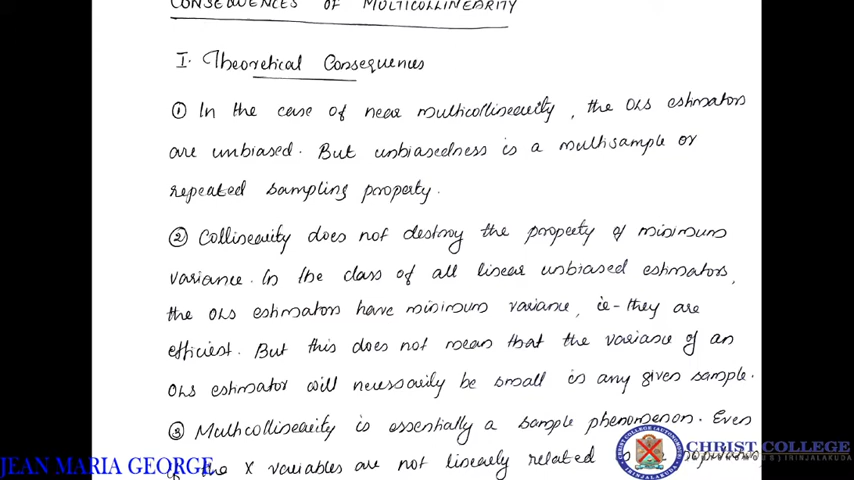 CONSEQUENCES OF MULTICOLLINEARITY
I. Theoretical Consequences
① In the case of near multicollinearity, the OLS estimators
are unbiased. But unbiasedness is a multisample or
repeated sampling property.
② Collinearity does not destroy the property of minimum
variance. In the class of all linear unbiased estimators,
the OLS estimators have minimum variance, ie- they are
efficient. But this does not mean that the variance of an
OLS estimator will necessarily be small in any given sample.
③ Multicollinearity is essentially a sample phenomenon. Even
if the X variables are not linearly related
CHRIST COLLEGE
IRINJALAKUDA
JEAN MARIA GEORGE